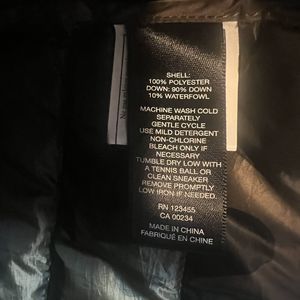 SHELL:
100% POLYESTER
DOWN: 90% DOWN
10% WATERFOWL
MACHINE WASH COLD
SEPARATELY
GENTLE CYCLE
USE MILD DETERGENT
NON-CHLORINE
BLEACH ONLY IF
NECESSARY
TUMBLE DRY LOW WITH
A TENNIS BALL OR
CLEAN SNEAKER
REMOVE PROMPTLY
LOW IRON IF NEEDED
RN 123455
CA 00234
MADE IN CHINA
FABRIQUÉ EN CHINE